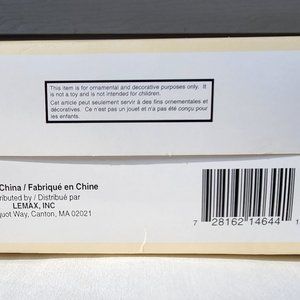 This item is for ornamental and decorative purposes only. It
is not a toy and is not intended for children.
Cet article peut seulement servir à des fins ornementales et
décoratives. Ce n'est pas un jouet et n'a pas été conçu pour
les enfants.
China / Fabriqué en Chine
ributed by / Distribué par
LEMAX, INC
quot Way, Canton, MA 02021
7 28162 14644 1